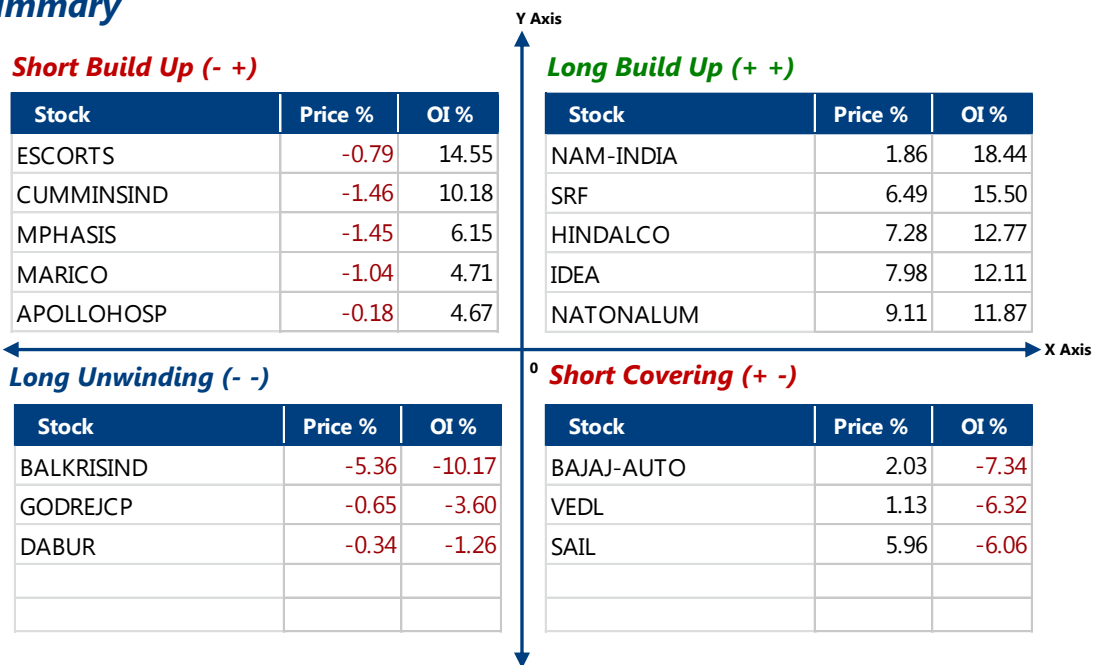 Summary
Y Axis
Short Build Up (- +)
Stock Price % OI %
ESCORTS -0.79 14.55
CUMMINSIND -1.46 10.18
MPHASIS -1.45 6.15
MARICO -1.04 4.71
APOLLOHOSP -0.18 4.67
Long Build Up (+ +)
Stock Price % OI %
NAM-INDIA 1.86 18.44
SRF 6.49 15.50
HINDALCO 7.28 12.77
IDEA 7.98 12.11
NATONALUM 9.11 11.87
X Axis
0
Long Unwinding (- -)
Stock Price % OI %
BALKRISIND -5.36 -10.17
GODREJCP -0.65 -3.60
DABUR -0.34 -1.26
Short Covering (+ -)
Stock Price % OI %
BAJAJ-AUTO 2.03 -7.34
VEDL 1.13 -6.32
SAIL 5.96 -6.06